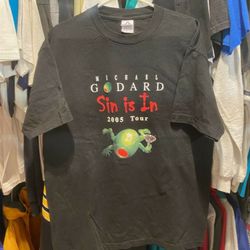 MICHAEL
GODARD
Sin is In
2005 Tour